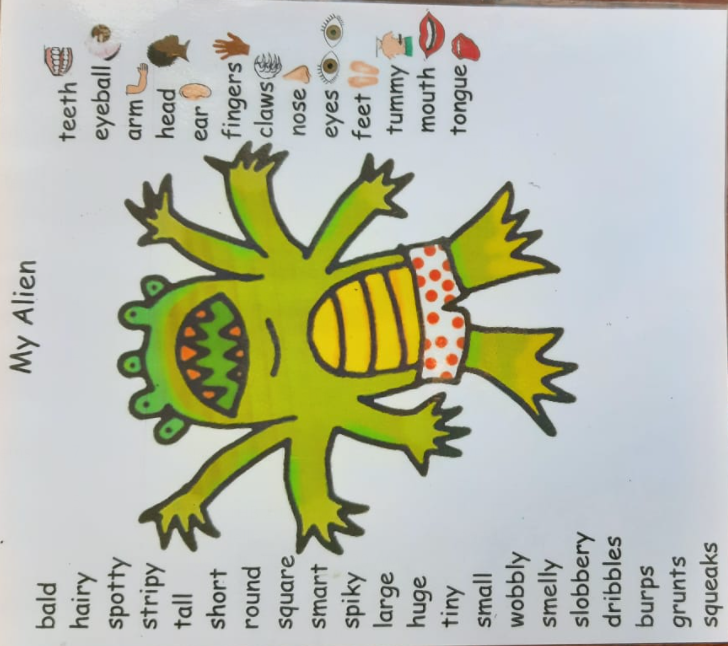 My Alien
bald
hairy
spotty
stripy
tall
short
round
square
smart
spiky
large
huge
tiny
small
wobbly
smelly
slobbery
dribbles
burps
grunts
squeaks
teeth
eyeball
arm
head
ear
fingers
claws
nose
eyes
feet
tummy
mouth
tongue